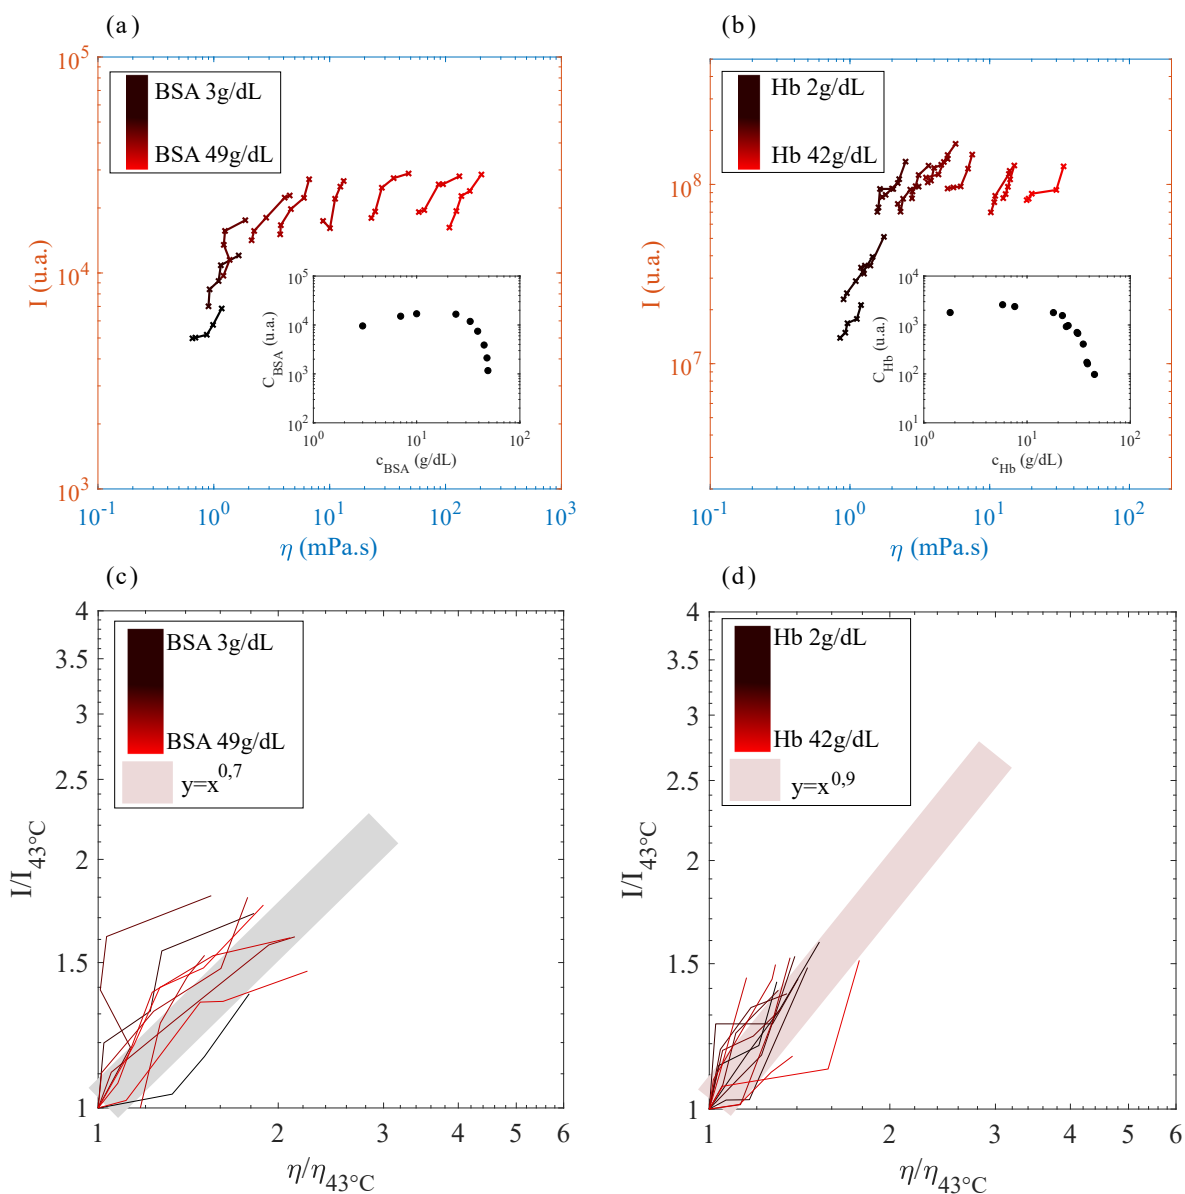 (a)
10^5
BSA 3g/dL
BSA 49g/dL
I (u.a.)
10^4
10^3
10^-1 10^0 10^1 10^2 10^3
η (mPa.s)
10^5
10^4
10^3
10^2
C_BSA (u.a.)
10^0 10^1 10^2
c_BSA (g/dL)
(b)
Hb 2g/dL
Hb 42g/dL
I (u.a.)
10^8
10^7
10^-1 10^0 10^1 10^2
η (mPa.s)
10^4
10^3
10^2
10^1
C_Hb (u.a.)
10^0 10^1 10^2
c_Hb (g/dL)
(c)
4
3.5
3
2.5
2
1.5
1
I/I_43°C
BSA 3g/dL
BSA 49g/dL
y=x^0,7
1 2 3 4 5 6
η/η_43°C
(d)
4
3.5
3
2.5
2
1.5
1
I/I_43°C
Hb 2g/dL
Hb 42g/dL
y=x^0,9
1 2 3 4 5 6
η/η_43°C